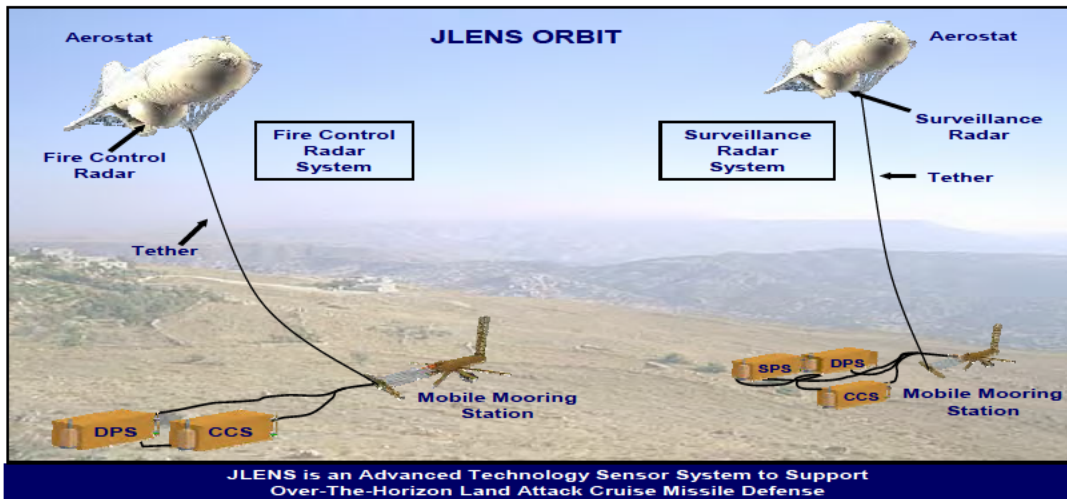 JLENS ORBIT
Aerostat
Fire Control
Radar
Fire Control
Radar
System
Tether
Mobile Mooring
Station
DPS
CCS
Aerostat
Surveillance
Radar
Surveillance
Radar
System
Tether
SPS
DPS
CCS
Mobile Mooring
Station
JLENS is an Advanced Technology Sensor System to Support
Over-The-Horizon Land Attack Cruise Missile Defense